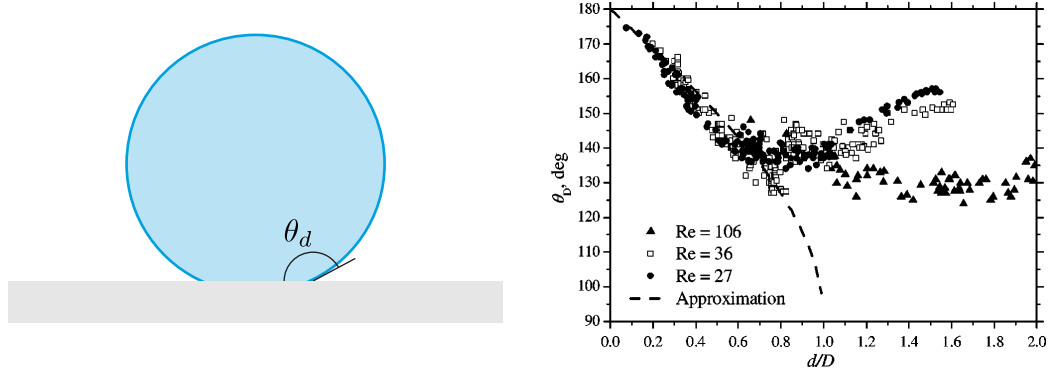 θd
180
170
160
150
140
130
120
110
100
90
θD, deg
Re = 106
Re = 36
Re = 27
Approximation
0.0 0.2 0.4 0.6 0.8 1.0 1.2 1.4 1.6 1.8 2.0
d/D